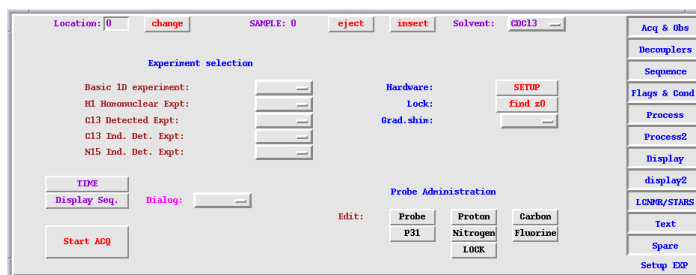 Location: 0 change SAMPLE: 0 eject insert Solvent: CDCl3
Experiment selection
Basic 1D experiment:
H1 Homonuclear Expt:
C13 Detected Expt:
C13 Ind. Det. Expt:
N15 Ind. Det. Expt:
Hardware: SETUP
Lock: find z0
Grad.shim:
TIME
Display Seq. Dialog:
Start ACQ
Probe Administration
Edit: Probe Proton Carbon
P31 Nitrogen Fluorine
LOCK
Acq & Obs
Decouplers
Sequence
Flags & Cond
Process
Process2
Display
display2
LCNMR/STARS
Text
Spare
Setup EXP